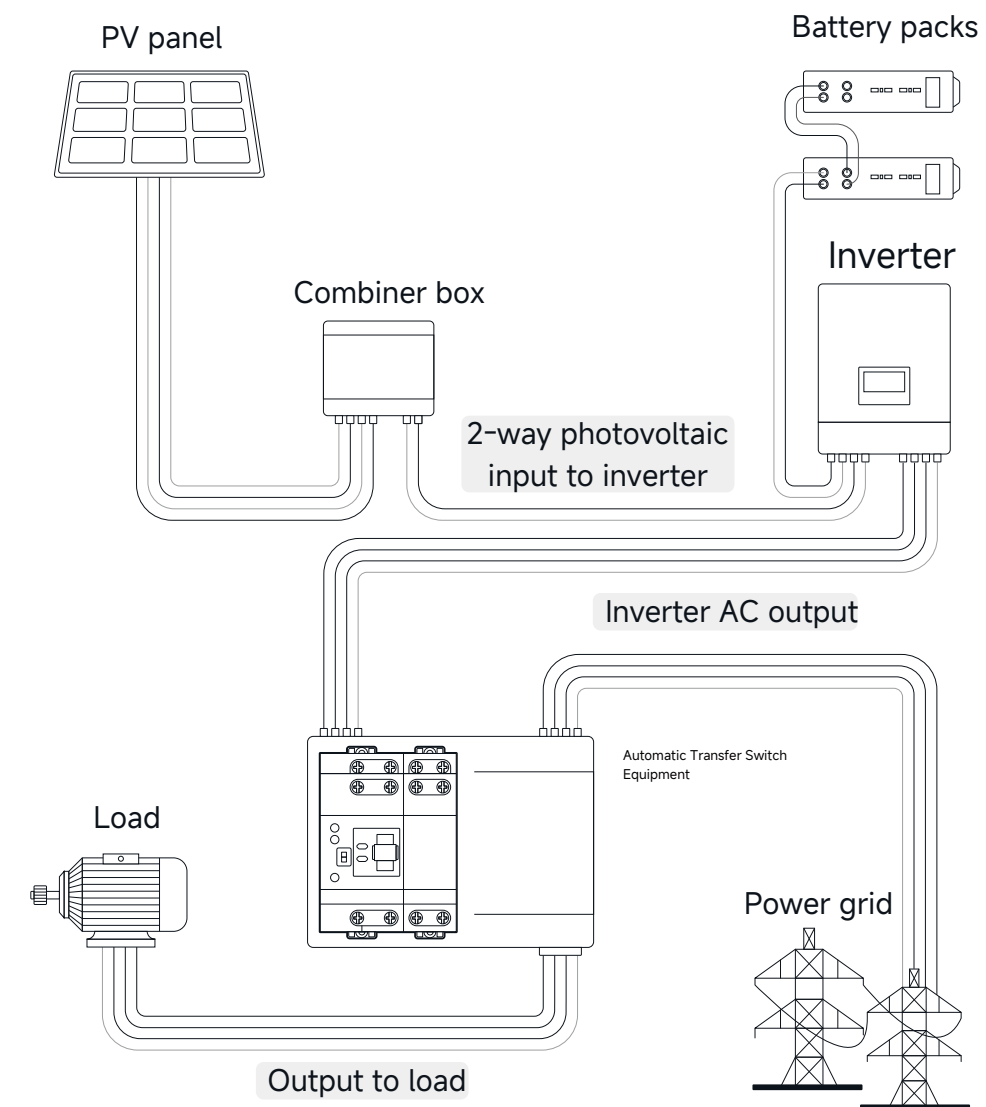 PV panel
Battery packs
Inverter
Combiner box
2-way photovoltaic
input to inverter
Inverter AC output
Automatic Transfer Switch
Equipment
Load
Power grid
Output to load